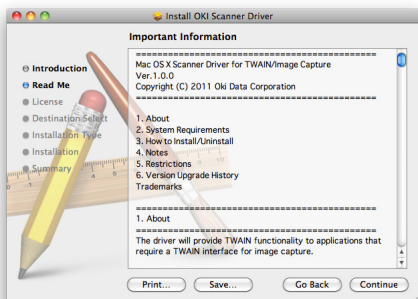 Install OKI Scanner Driver
Important Information
Introduction
Read Me
License
Destination Select
Installation Type
Installation
Summary
==============================================
Mac OS X Scanner Driver for TWAIN/Image Capture
Ver.1.0.0
Copyright (C) 2011 Oki Data Corporation
==============================================
1. About
2. System Requirements
3. How to Install/Uninstall
4. Notes
5. Restrictions
6. Version Upgrade History
Trademarks
==============================================
1. About
==============================================
The driver will provide TWAIN functionality to applications that
require a TWAIN interface for image capture.
Print...
Save...
Go Back
Continue